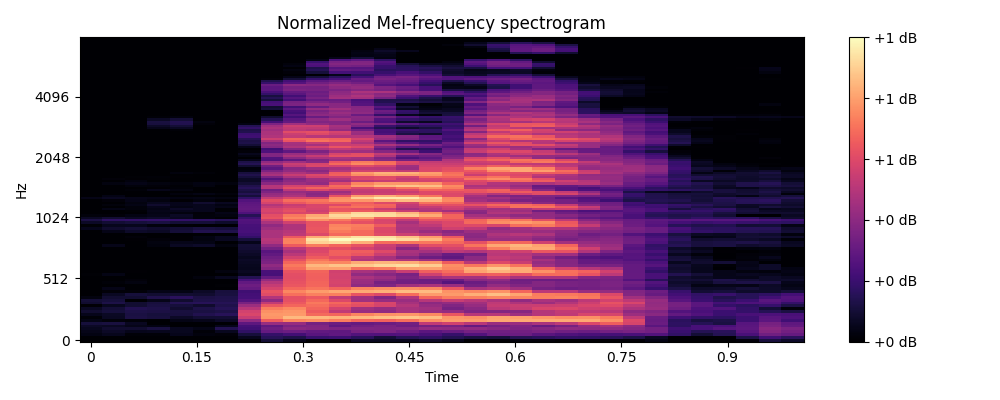 Normalized Mel-frequency spectrogram
Hz
4096
2048
1024
512
0
0 0.15 0.3 0.45 0.6 0.75 0.9
Time
+1 dB
+1 dB
+1 dB
+0 dB
+0 dB
+0 dB